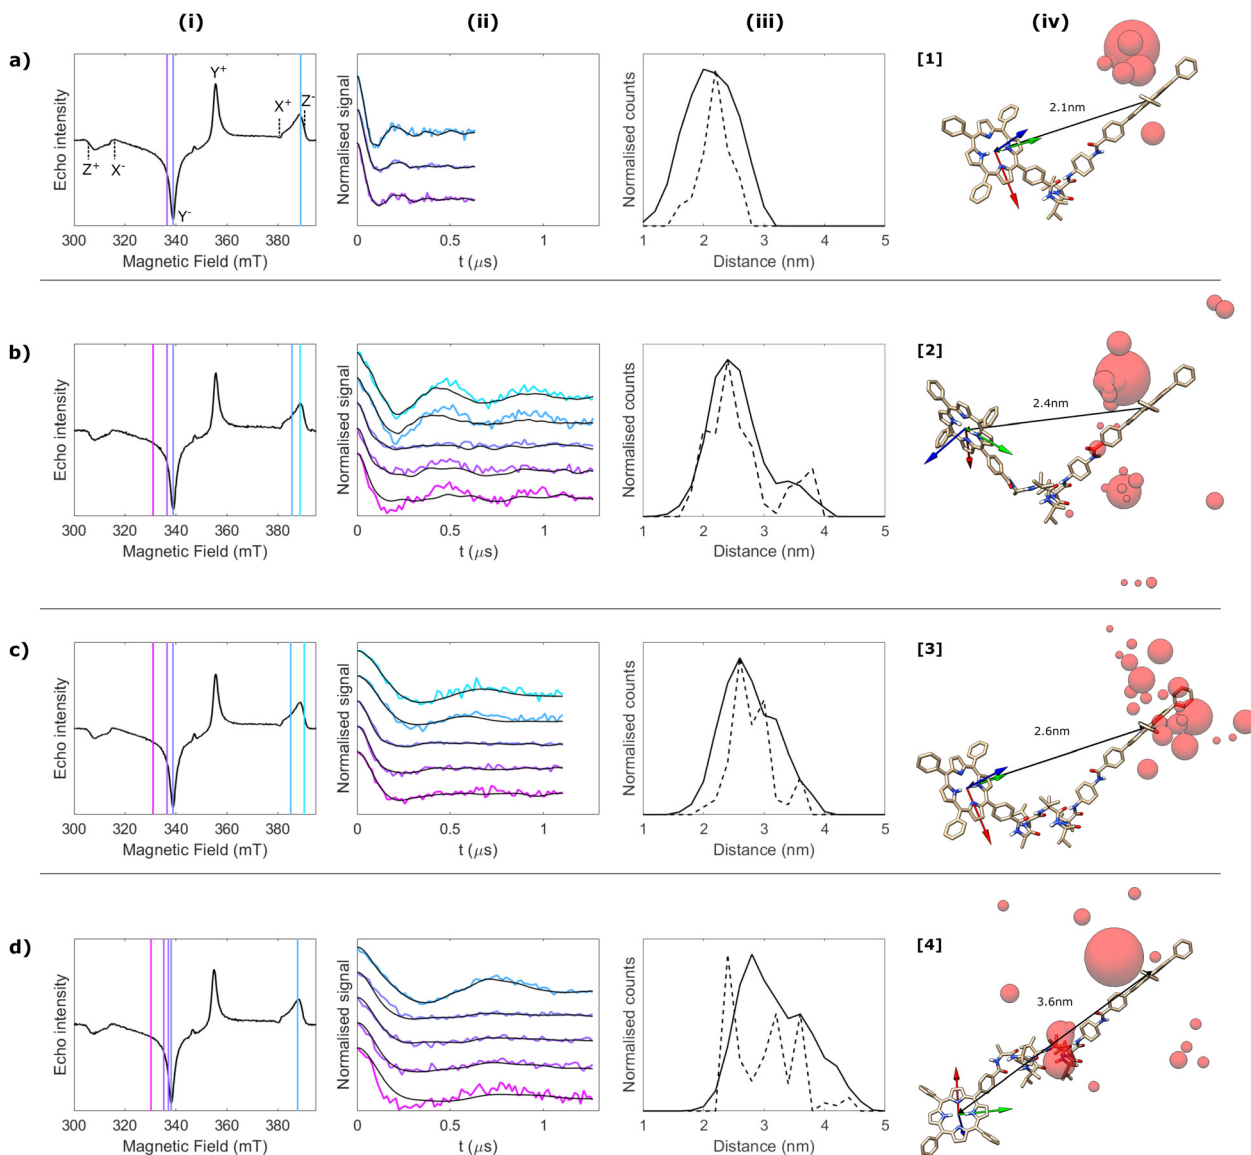 (i) (ii) (iii) (iv)
a)
Echo intensity
Z⁺ X⁻ Y⁻ Y⁺ X⁺ Z⁻
300 320 340 360 380
Magnetic Field (mT)
Normalised signal
0 0.5 1
t (μs)
Normalised counts
1 2 3 4 5
Distance (nm)
[1]
2.1nm
b)
Echo intensity
300 320 340 360 380
Magnetic Field (mT)
Normalised signal
0 0.5 1
t (μs)
Normalised counts
1 2 3 4 5
Distance (nm)
[2]
2.4nm
c)
Echo intensity
300 320 340 360 380
Magnetic Field (mT)
Normalised signal
0 0.5 1
t (μs)
Normalised counts
1 2 3 4 5
Distance (nm)
[3]
2.6nm
d)
Echo intensity
300 320 340 360 380
Magnetic Field (mT)
Normalised signal
0 0.5 1
t (μs)
Normalised counts
1 2 3 4 5
Distance (nm)
[4]
3.6nm